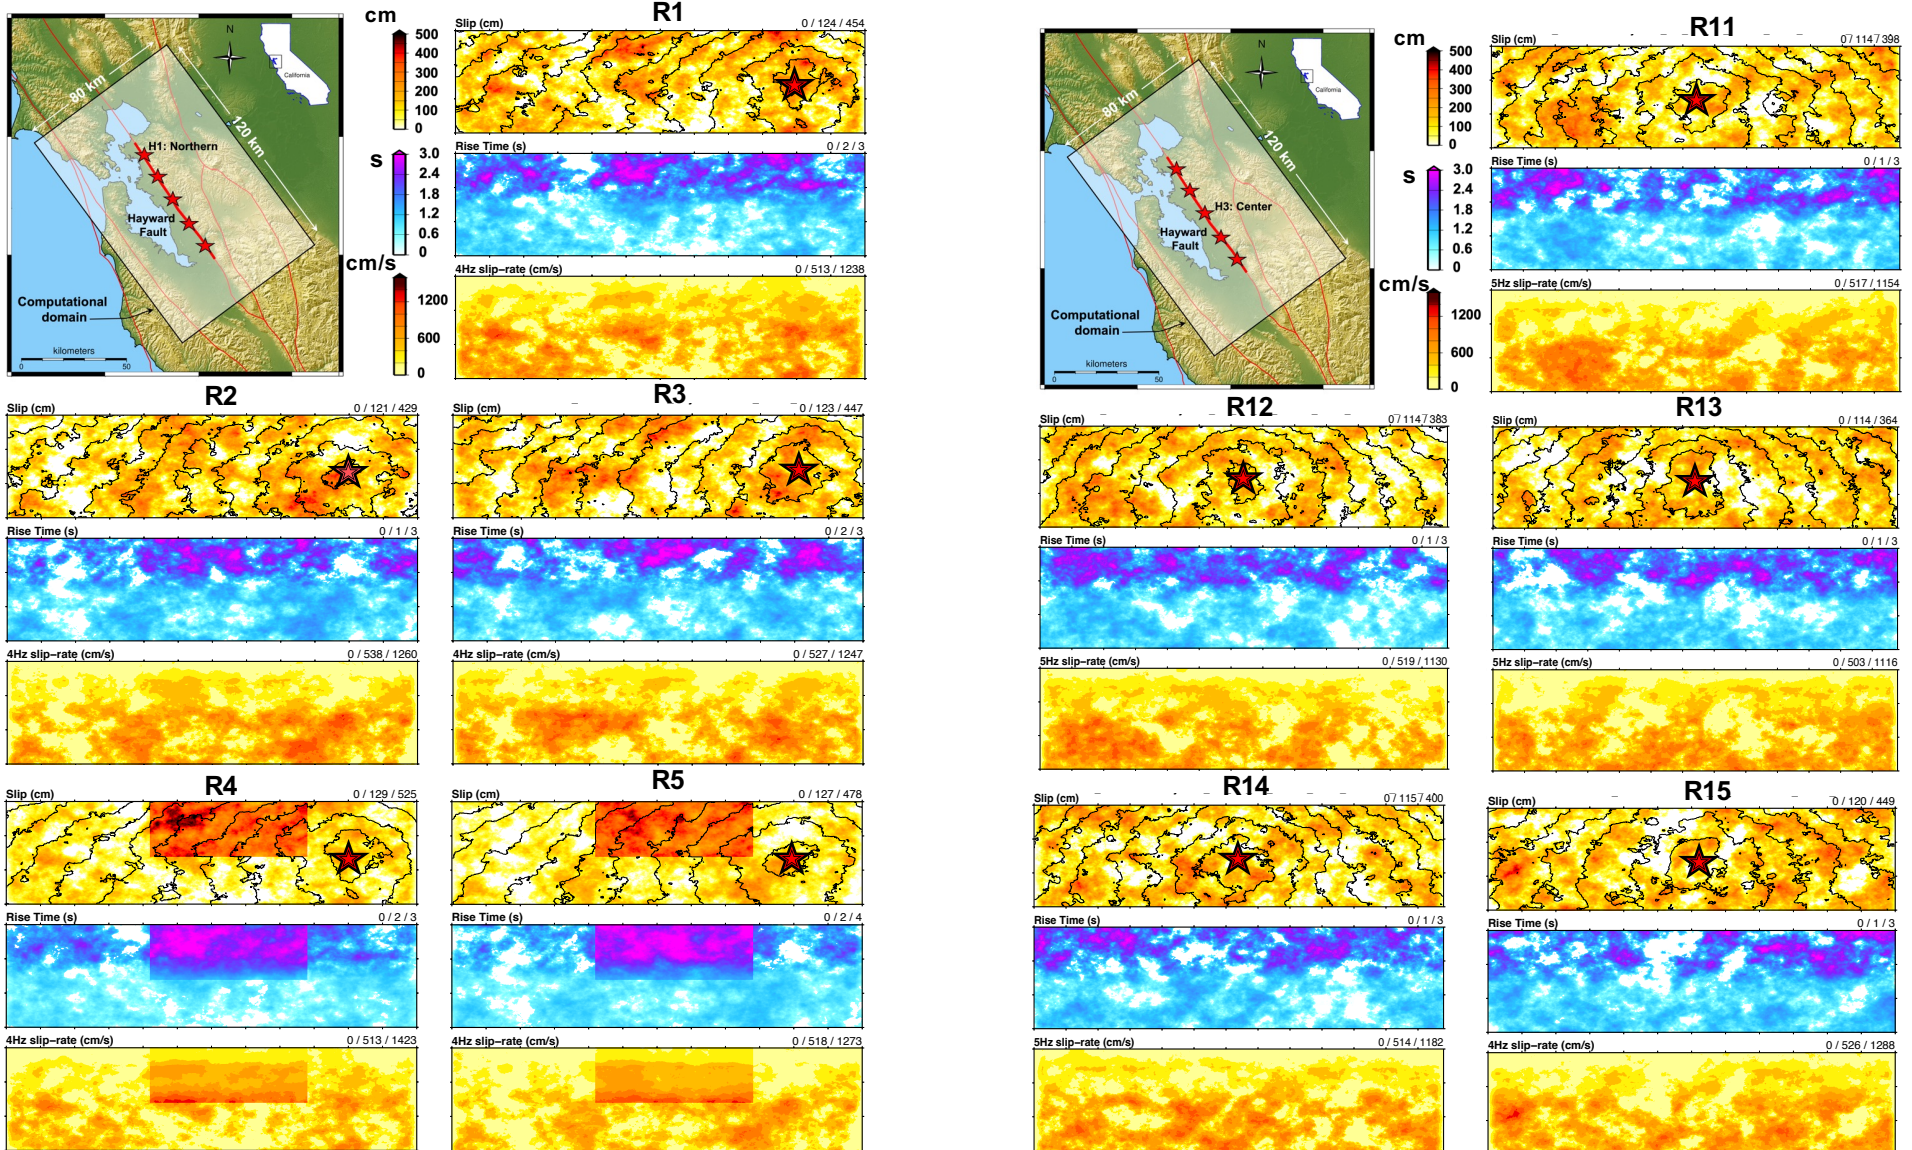 cm
500
400
300
200
100
0
s
3.0
2.4
1.8
1.2
0.6
0
cm/s
1200
600
0
N
California
80 km
120 km
H1: Northern
Hayward
Fault
Computational
domain
kilometers
0 50
R1
Slip (cm) 0 / 124 / 454
Rise Time (s) 0 / 2 / 3
4Hz slip-rate (cm/s) 0 / 513 / 1238
R2
Slip (cm) 0 / 121 / 429
Rise Time (s) 0 / 1 / 3
4Hz slip-rate (cm/s) 0 / 538 / 1260
R3
Slip (cm) 0 / 123 / 447
Rise Time (s) 0 / 2 / 3
4Hz slip-rate (cm/s) 0 / 527 / 1247
R4
Slip (cm) 0 / 129 / 525
Rise Time (s) 0 / 2 / 3
4Hz slip-rate (cm/s) 0 / 513 / 1423
R5
Slip (cm) 0 / 127 / 478
Rise Time (s) 0 / 2 / 4
4Hz slip-rate (cm/s) 0 / 518 / 1273
cm
500
400
300
200
100
0
s
3.0
2.4
1.8
1.2
0.6
0
cm/s
1200
600
0
N
California
80 km
120 km
H3: Center
Hayward
Fault
Computational
domain
kilometers
0 50
R11
Slip (cm) 0 / 114 / 398
Rise Time (s) 0 / 1 / 3
5Hz slip-rate (cm/s) 0 / 517 / 1154
R12
Slip (cm) 0 / 114 / 383
Rise Time (s) 0 / 1 / 3
5Hz slip-rate (cm/s) 0 / 519 / 1130
R13
Slip (cm) 0 / 114 / 364
Rise Time (s) 0 / 1 / 3
5Hz slip-rate (cm/s) 0 / 503 / 1116
R14
Slip (cm) 0 / 115 / 400
Rise Time (s) 0 / 1 / 3
5Hz slip-rate (cm/s) 0 / 514 / 1182
R15
Slip (cm) 0 / 120 / 449
Rise Time (s) 0 / 1 / 3
4Hz slip-rate (cm/s) 0 / 526 / 1288